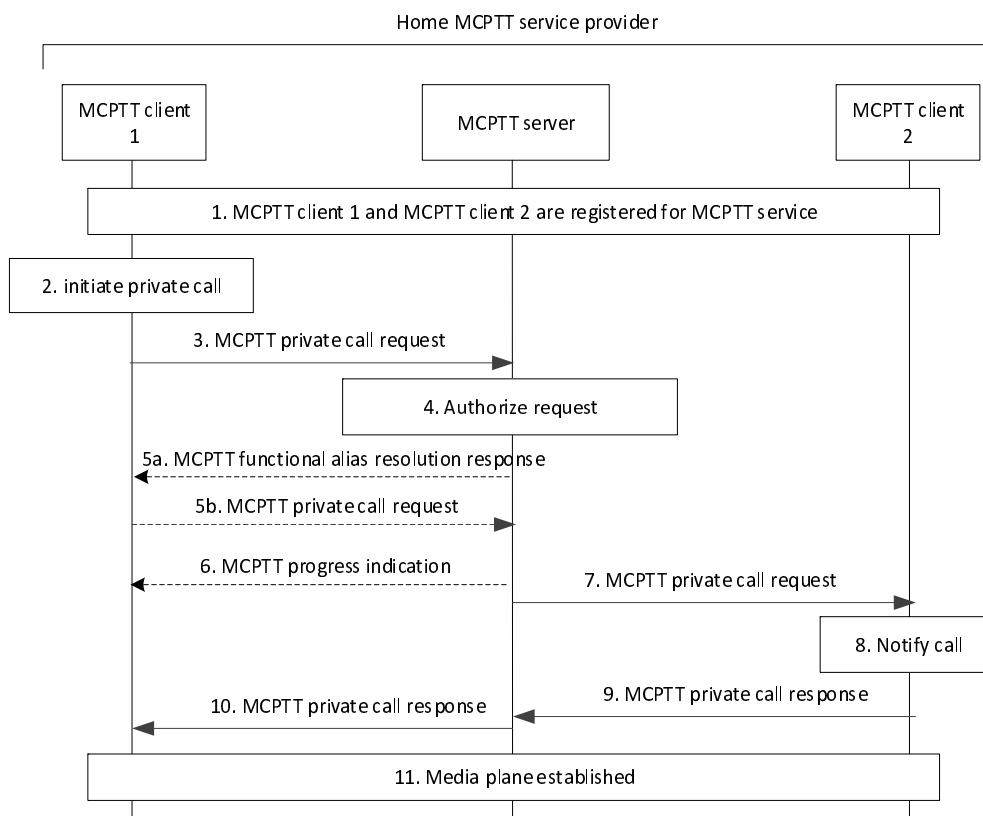 Home MCPTT service provider
MCPTT client
1
MCPTT server
MCPTT client
2
1. MCPTT client 1 and MCPTT client 2 are registered for MCPTT service
2. initiate private call
3. MCPTT private call request
4. Authorize request
5a. MCPTT functional alias resolution response
5b. MCPTT private call request
6. MCPTT progress indication
7. MCPTT private call request
8. Notify call
9. MCPTT private call response
10. MCPTT private call response
11. Media plane established